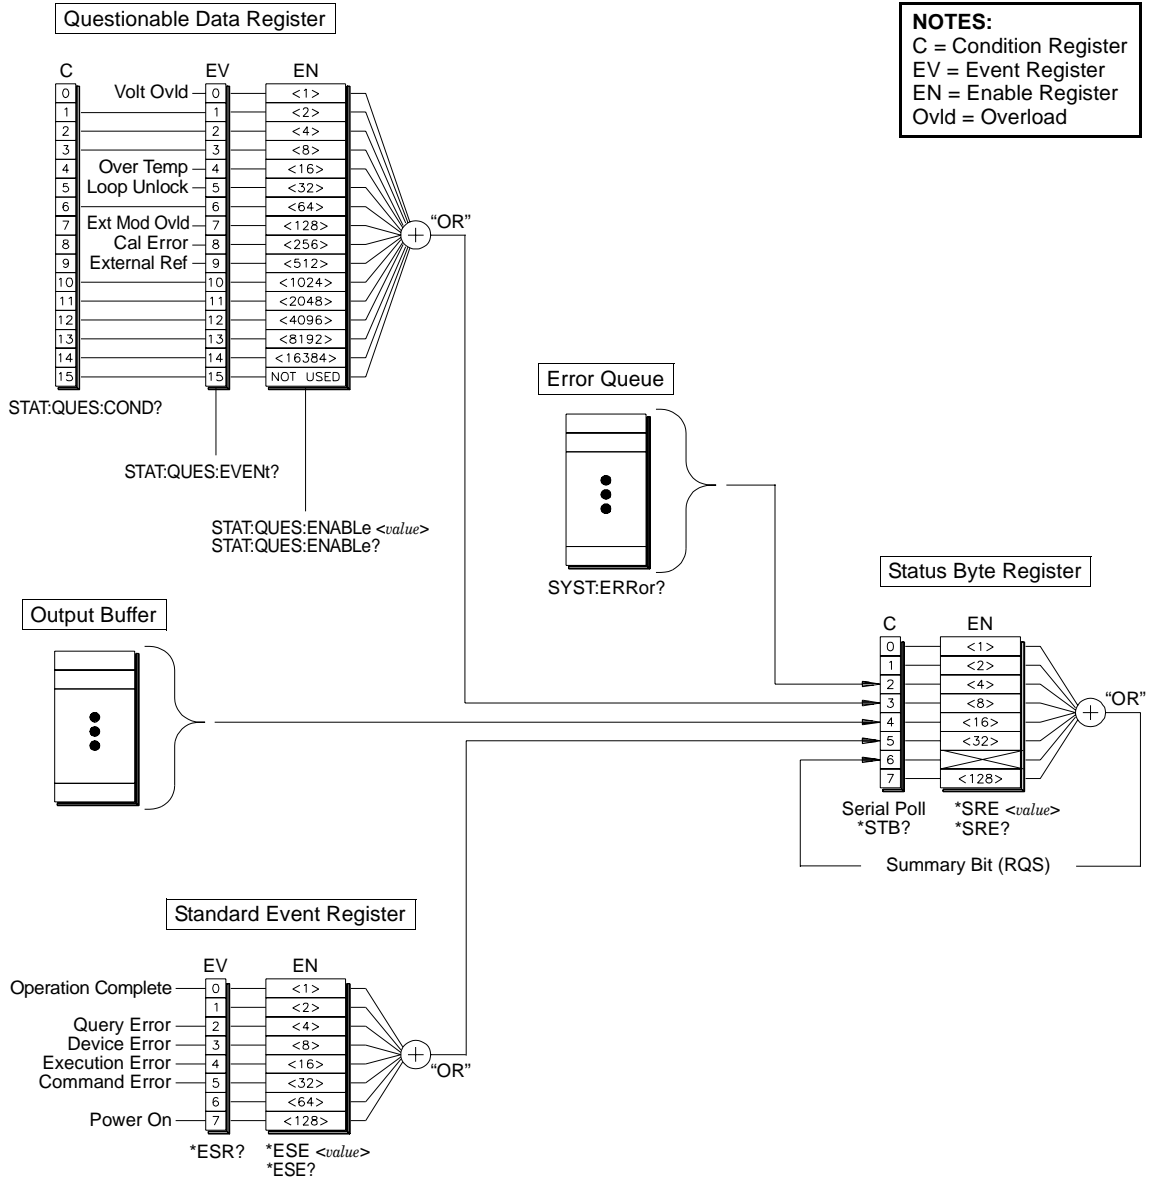 Questionable Data Register
NOTES:
C = Condition Register
EV = Event Register
EN = Enable Register
Ovld = Overload
C EV EN
0 Volt Ovld 0 <1>
1 1 <2>
2 2 <4>
3 3 <8>
4 Over Temp 4 <16>
5 Loop Unlock 5 <32>
6 6 <64>
7 Ext Mod Ovld 7 <128>
8 Cal Error 8 <256>
9 External Ref 9 <512>
10 10 <1024>
11 11 <2048>
12 12 <4096>
13 13 <8192>
14 14 <16384>
15 15 NOT USED
+ "OR"
STAT:QUES:COND?
STAT:QUES:EVENt?
STAT:QUES:ENABLe <value>
STAT:QUES:ENABLe?
Error Queue
SYST:ERRor?
Output Buffer
Status Byte Register
C EN
0 <1>
1 <2>
2 <4>
3 <8>
4 <16>
5 <32>
6
7 <128>
+ "OR"
Serial Poll
*STB?
*SRE <value>
*SRE?
Summary Bit (RQS)
Standard Event Register
EV EN
Operation Complete 0 <1>
1 <2>
Query Error 2 <4>
Device Error 3 <8>
Execution Error 4 <16>
Command Error 5 <32>
6 <64>
Power On 7 <128>
+ "OR"
*ESR?
*ESE <value>
*ESE?